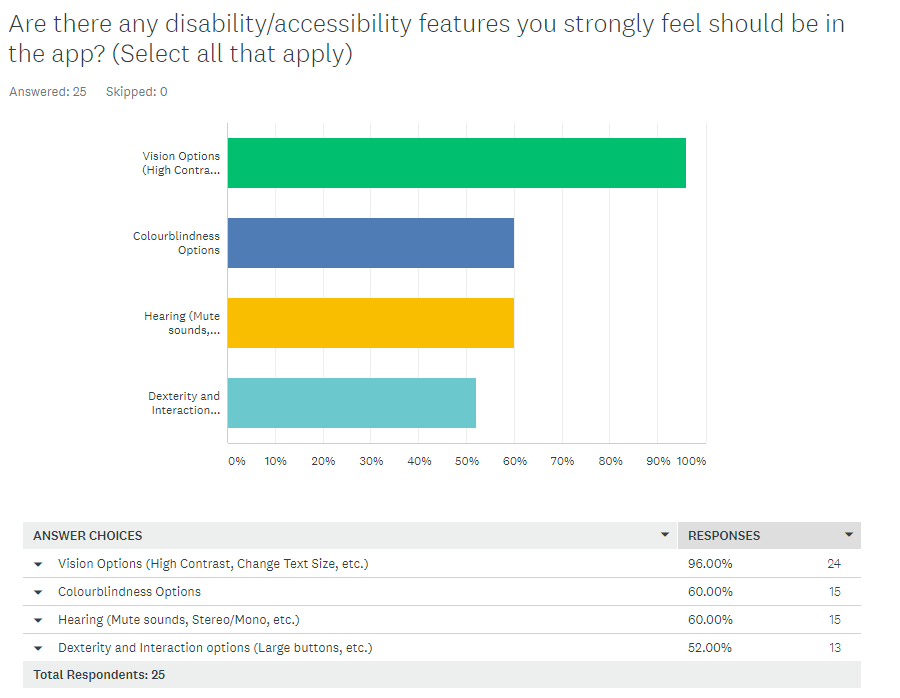 Are there any disability/accessibility features you strongly feel should be in
the app? (Select all that apply)
Answered: 25 Skipped: 0
Vision Options
(High Contra...
Colourblindness
Options
Hearing (Mute
sounds,...
Dexterity and
Interaction...
0% 10% 20% 30% 40% 50% 60% 70% 80% 90% 100%
ANSWER CHOICES RESPONSES
Vision Options (High Contrast, Change Text Size, etc.) 96.00% 24
Colourblindness Options 60.00% 15
Hearing (Mute sounds, Stereo/Mono, etc.) 60.00% 15
Dexterity and Interaction options (Large buttons, etc.) 52.00% 13
Total Respondents: 25